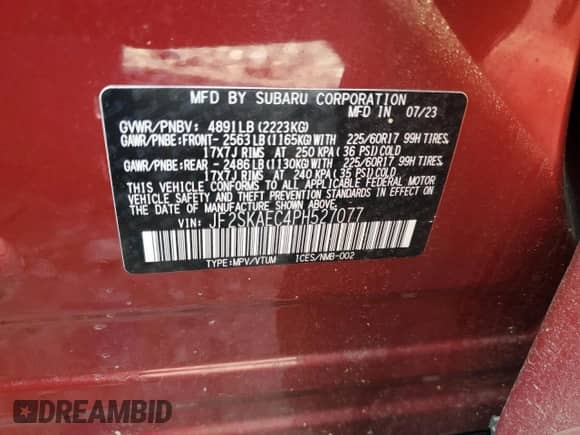 MFD BY SUBARU CORPORATION
MFD IN 07/23
GVWR/PNBV: 4891LB(2223KG)
GAWR/PNBE:FRONT- 2563LB(1165KG)WITH 225/60R17 99H TIRES,
17X7J RIMS AT 250 KPA(36 PSI)COLD
GAWR/PNBE:REAR - 2486LB(1130KG)WITH 225/60R17 99H TIRES,
17X7J RIMS AT 240 KPA(35 PSI)COLD
THIS VEHICLE CONFORMS TO ALL APPLICABLE FEDERAL MOTOR
VEHICLE SAFETY, BUMPER, AND THEFT PREVENTION
STANDARDS IN EFFECT ON THE DATE OF
MANUFACTURE SHOWN ABOVE.
VIN: JF2SKAEC4PH527077
TYPE:MPV/VTUM ICES/NMB-002
DREAMBID